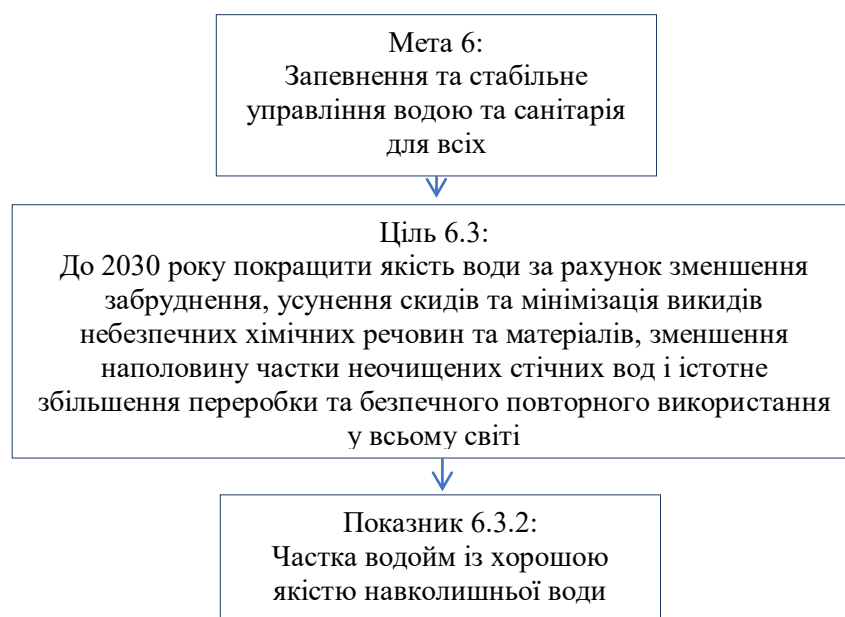 Мета 6:
Запевнення та стабільне
управління водою та санітарія
для всіх
Ціль 6.3:
До 2030 року покращити якість води за рахунок зменшення
забруднення, усунення скидів та мінімізація викидів
небезпечних хімічних речовин та матеріалів, зменшення
наполовину частки неочищених стічних вод і істотне
збільшення переробки та безпечного повторного використання
у всьому світі
Показник 6.3.2:
Частка водойм із хорошою
якістю навколишньої води